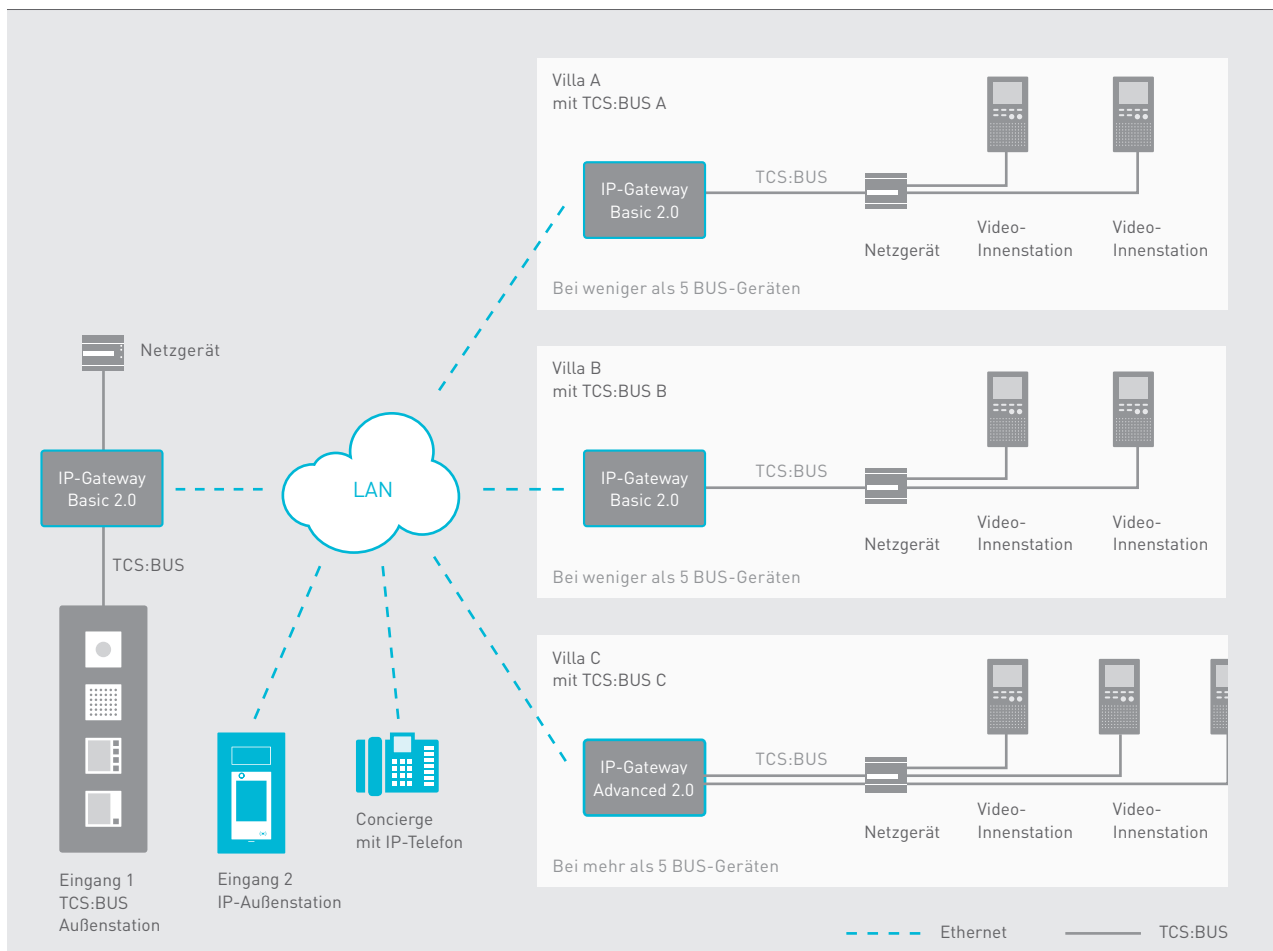 Villa A
mit TCS:BUS A
IP-Gateway
Basic 2.0
TCS:BUS
Netzgerät
Video-
Innenstation
Video-
Innenstation
Bei weniger als 5 BUS-Geräten
Villa B
mit TCS:BUS B
IP-Gateway
Basic 2.0
TCS:BUS
Netzgerät
Video-
Innenstation
Video-
Innenstation
Bei weniger als 5 BUS-Geräten
Villa C
mit TCS:BUS C
IP-Gateway
Advanced 2.0
TCS:BUS
Netzgerät
Video-
Innenstation
Video-
Innenstation
Bei mehr als 5 BUS-Geräten
Netzgerät
IP-Gateway
Basic 2.0
LAN
TCS:BUS
Eingang 1
TCS:BUS
Außenstation
Eingang 2
IP-Außenstation
Concierge
mit IP-Telefon
Ethernet
TCS:BUS